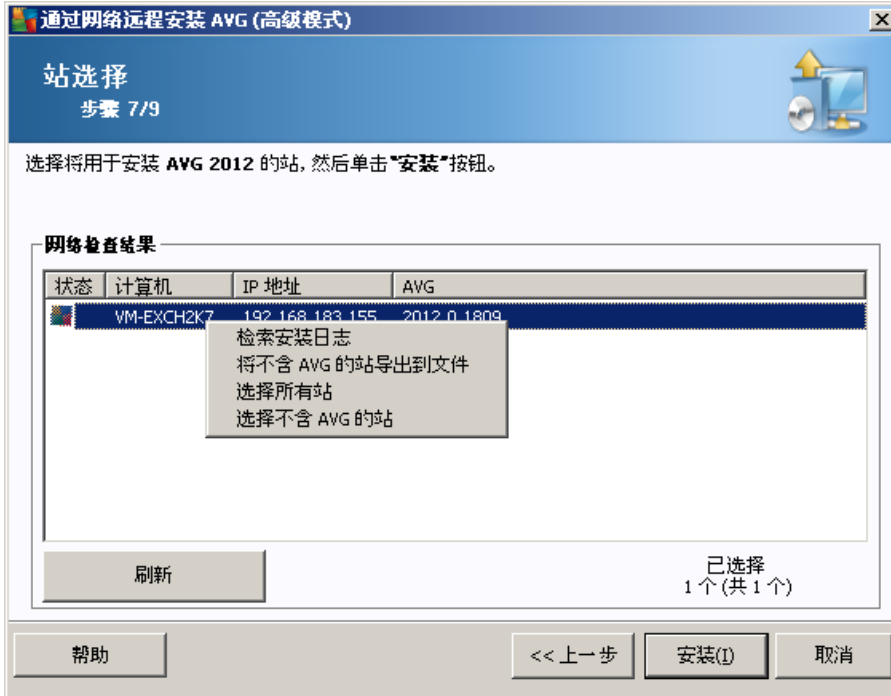 通过网络远程安装 AVG (高级模式)
站选择
步骤 7/9
选择将用于安装 AVG 2012 的站, 然后单击"安装"按钮。
网络检查结果
状态 计算机 IP 地址 AVG
VM-EXCH2K7 192.168.183.155 2012.0.1809
检索安装日志
将不含 AVG 的站导出到文件
选择所有站
选择不含 AVG 的站
刷新
已选择
1 个 (共 1 个)
帮助 << 上一步 安装(I) 取消